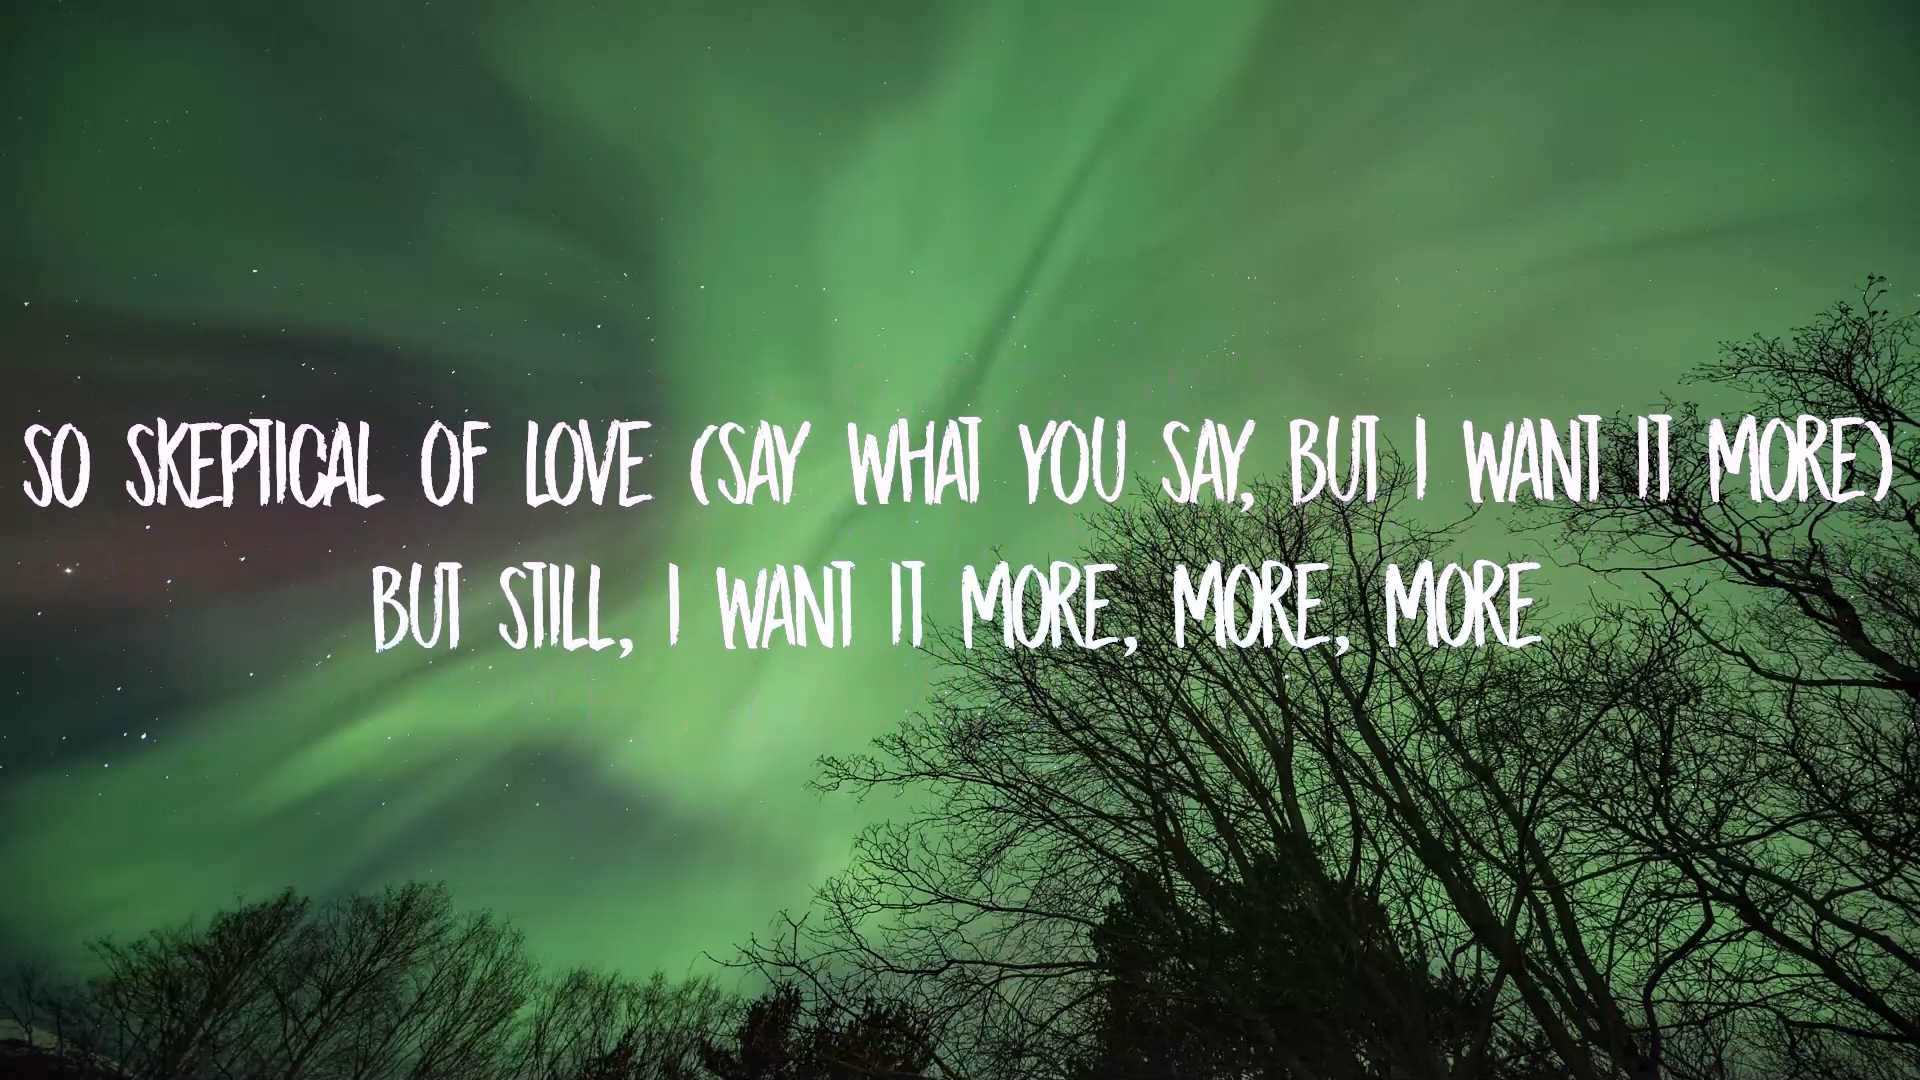 SO SKEPTICAL OF LOVE (SAY WHAT YOU SAY, BUT I WANT IT MORE)
BUT STILL, I WANT IT MORE, MORE, MORE